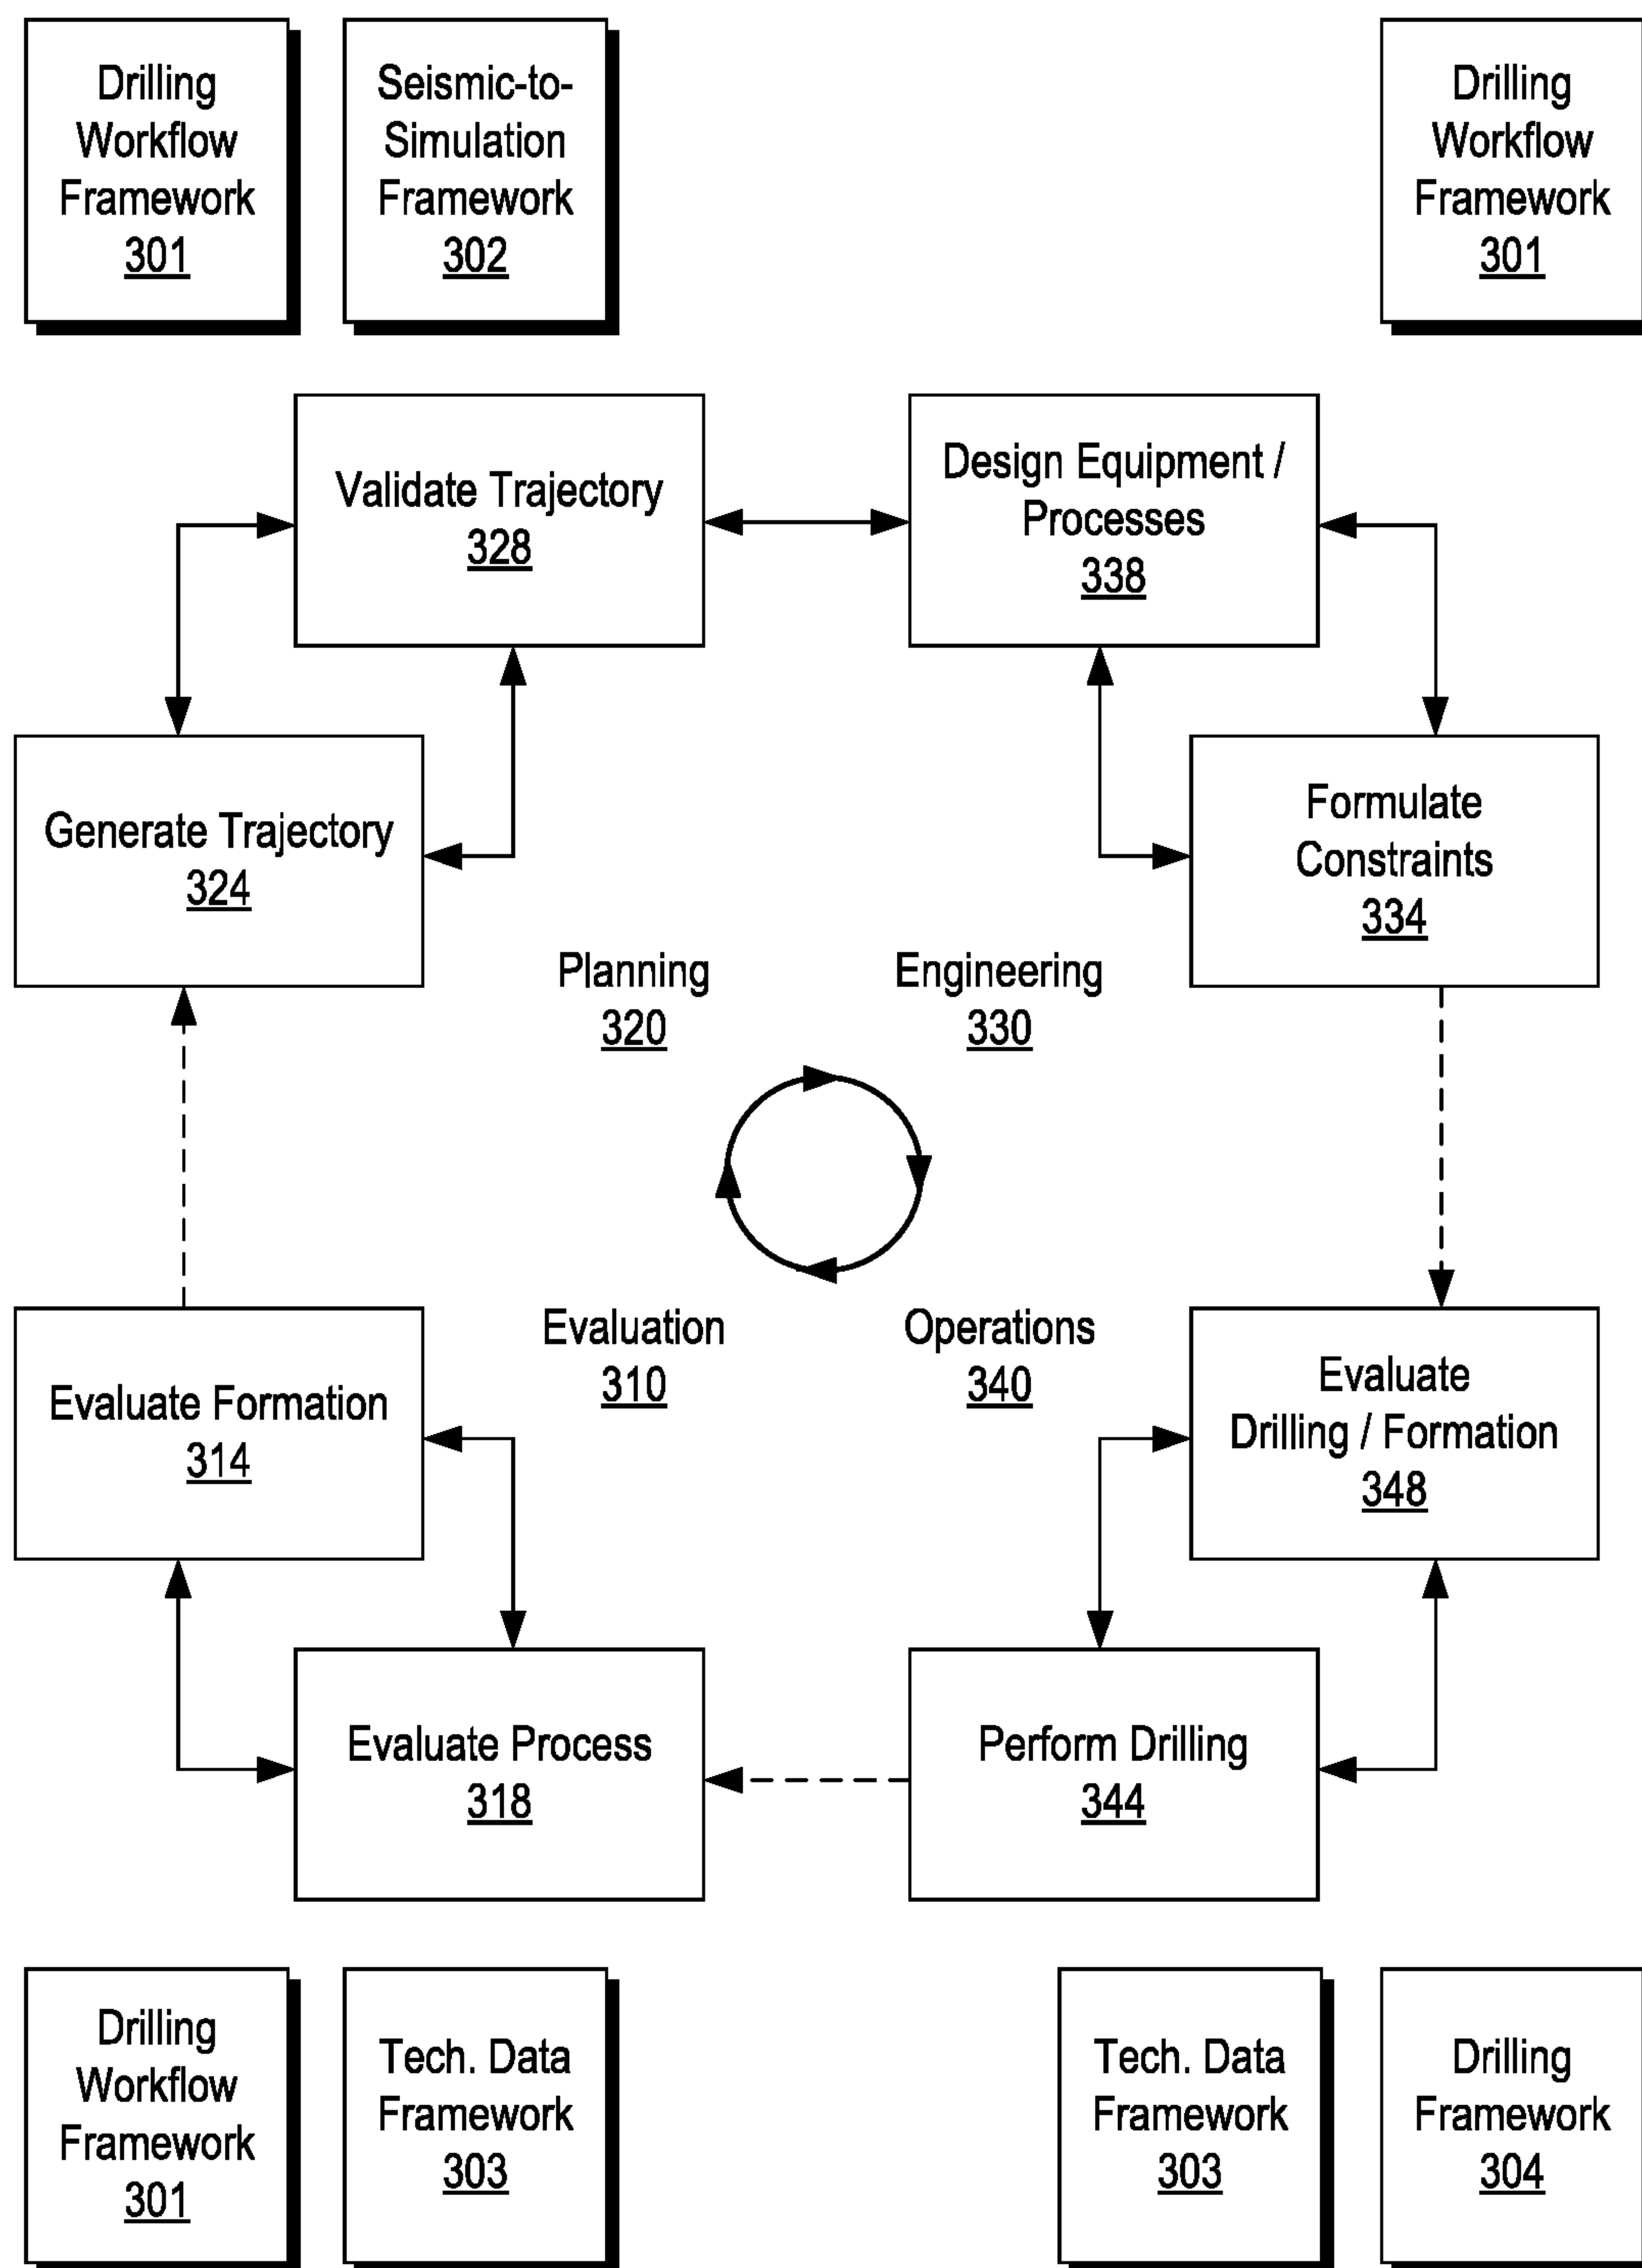 Drilling
Workflow
Framework
301
Seismic-to-
Simulation
Framework
302
Drilling
Workflow
Framework
301
Validate Trajectory
328
Design Equipment /
Processes
338
Generate Trajectory
324
Formulate
Constraints
334
Planning
320
Engineering
330
Evaluation
310
Operations
340
Evaluate Formation
314
Evaluate
Drilling / Formation
348
Evaluate Process
318
Perform Drilling
344
Drilling
Workflow
Framework
301
Tech. Data
Framework
303
Tech. Data
Framework
303
Drilling
Framework
304